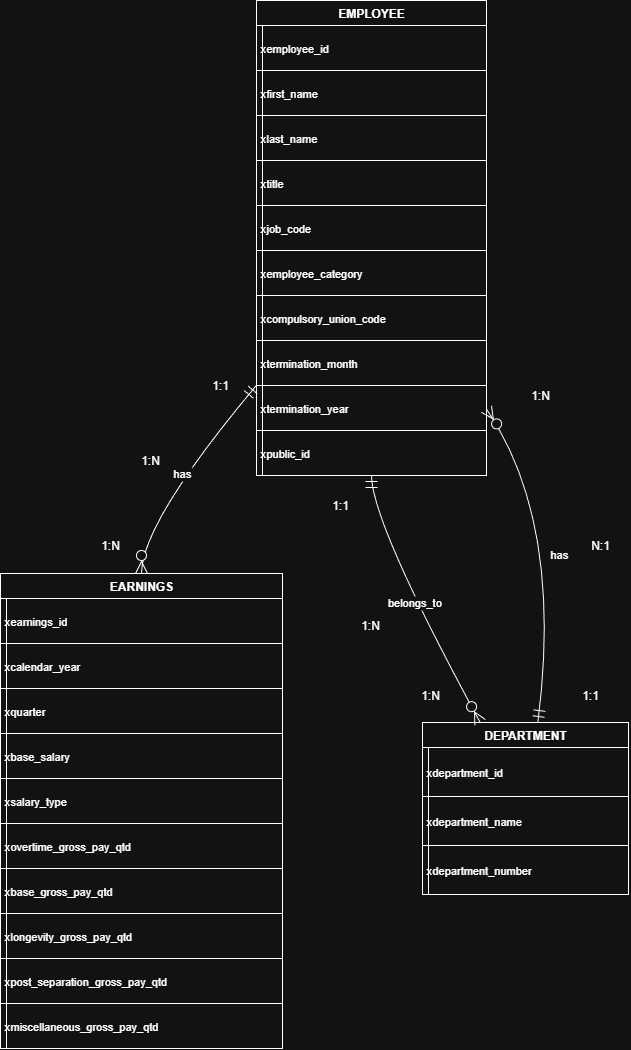 EMPLOYEE
xemployee_id
xfirst_name
xlast_name
xtitle
xjob_code
xemployee_category
xcompulsory_union_code
xtermination_month
xtermination_year
xpublic_id
1:1
1:N
has
1:N
1:N
1:1
belongs_to
1:N
1:N
has
N:1
1:1
EARNINGS
xearnings_id
xcalendar_year
xquarter
xbase_salary
xsalary_type
xovertime_gross_pay_qtd
xbase_gross_pay_qtd
xlongevity_gross_pay_qtd
xpost_separation_gross_pay_qtd
xmiscellaneous_gross_pay_qtd
DEPARTMENT
xdepartment_id
xdepartment_name
xdepartment_number